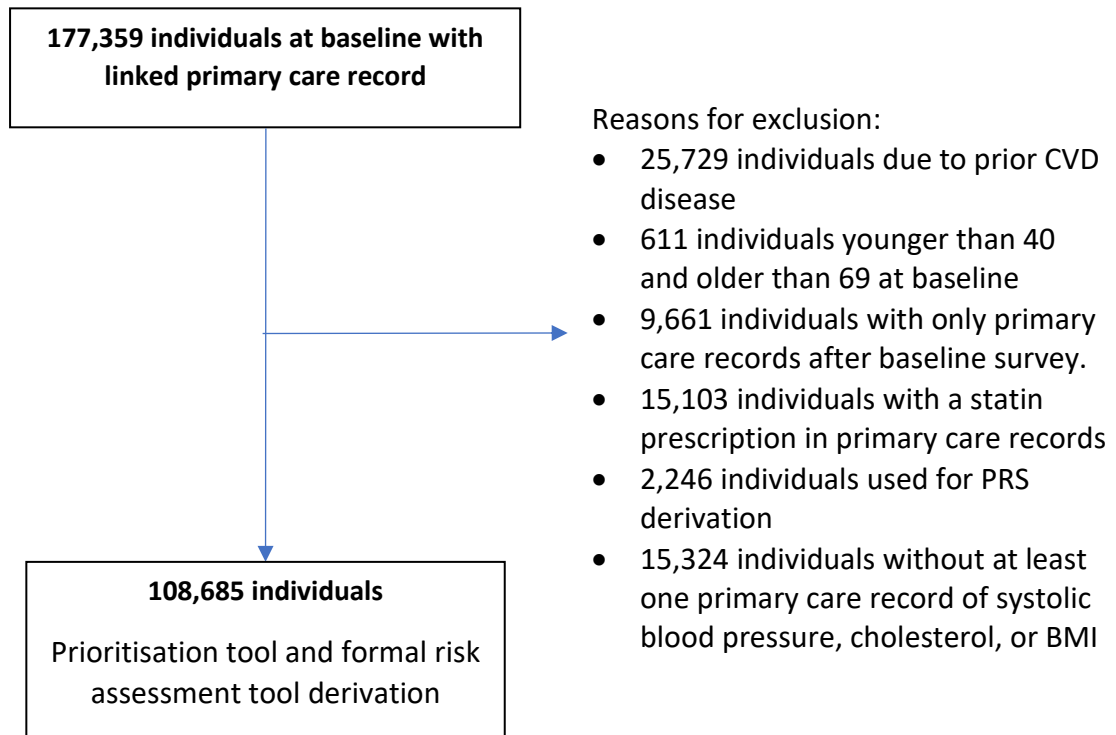 177,359 individuals at baseline with
linked primary care record
Reasons for exclusion:
• 25,729 individuals due to prior CVD
disease
• 611 individuals younger than 40
and older than 69 at baseline
• 9,661 individuals with only primary
care records after baseline survey.
• 15,103 individuals with a statin
prescription in primary care records
• 2,246 individuals used for PRS
derivation
• 15,324 individuals without at least
one primary care record of systolic
blood pressure, cholesterol, or BMI
108,685 individuals
Prioritisation tool and formal risk
assessment tool derivation